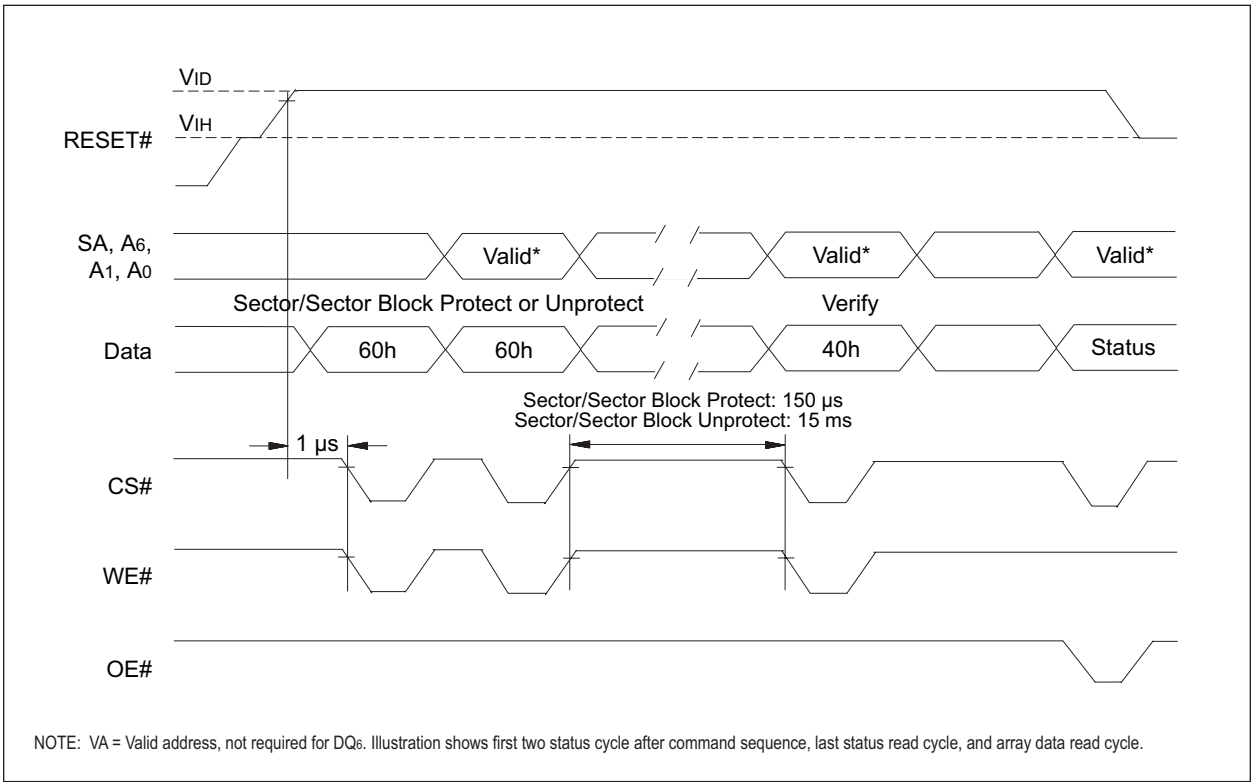 VID
VIH
RESET#
SA, A6,
A1, A0
Valid*
Valid*
Valid*
Sector/Sector Block Protect or Unprotect
Verify
Data
60h
60h
40h
Status
Sector/Sector Block Protect: 150 µs
Sector/Sector Block Unprotect: 15 ms
1 µs
CS#
WE#
OE#
NOTE: VA = Valid address, not required for DQ6. Illustration shows first two status cycle after command sequence, last status read cycle, and array data read cycle.